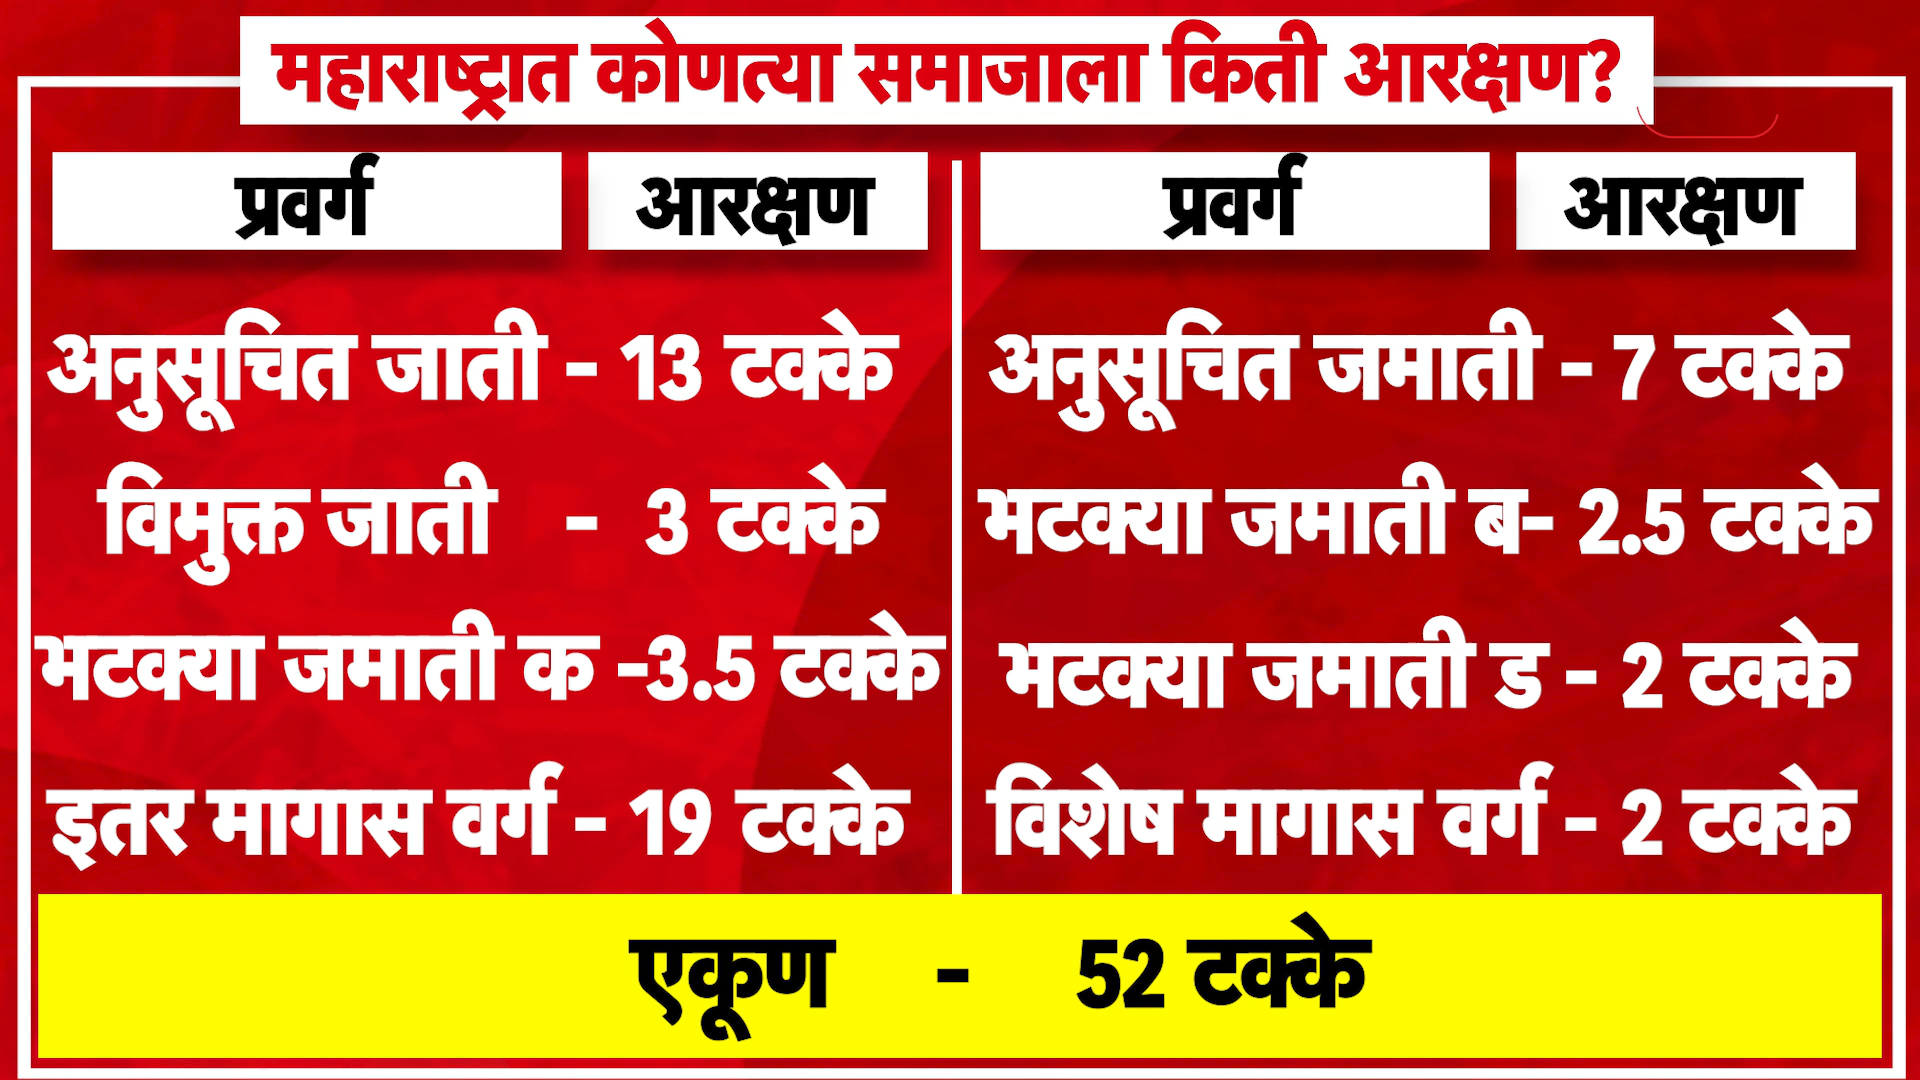 महाराष्ट्रात कोणत्या समाजाला किती आरक्षण?
प्रवर्ग आरक्षण प्रवर्ग आरक्षण
अनुसूचित जाती - 13 टक्के
विमुक्त जाती - 3 टक्के
भटक्या जमाती क -3.5 टक्के
इतर मागास वर्ग - 19 टक्के
अनुसूचित जमाती - 7 टक्के
भटक्या जमाती ब- 2.5 टक्के
भटक्या जमाती ड - 2 टक्के
विशेष मागास वर्ग - 2 टक्के
एकूण - 52 टक्के